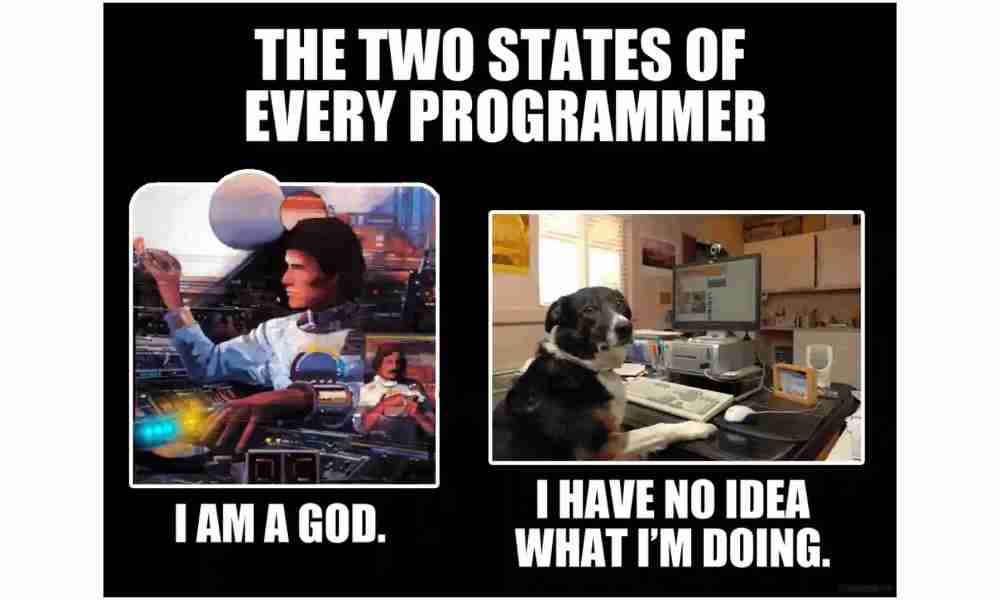 THE TWO STATES OF
EVERY PROGRAMMER
I AM A GOD.
I HAVE NO IDEA
WHAT I'M DOING.